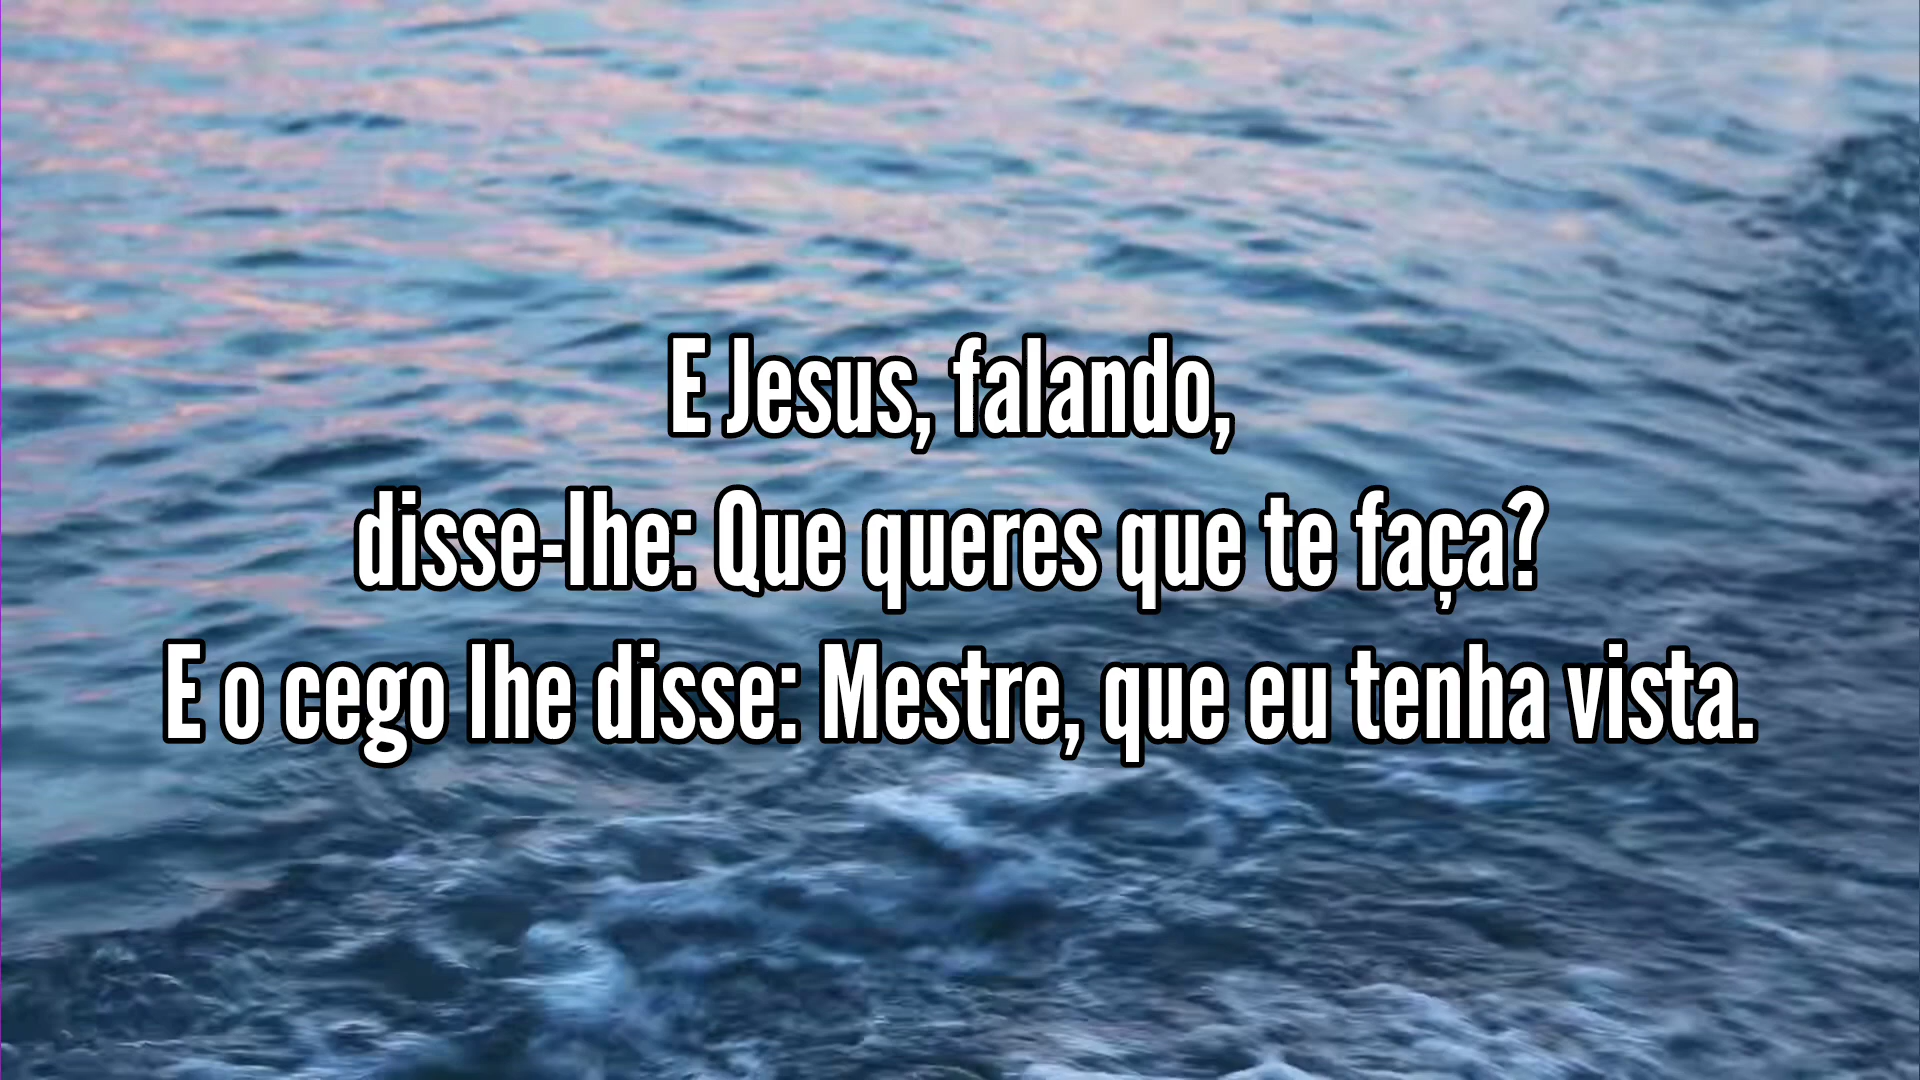 E Jesus, falando,
disse-lhe: Que queres que te faça?
E o cego lhe disse: Mestre, que eu tenha vista.